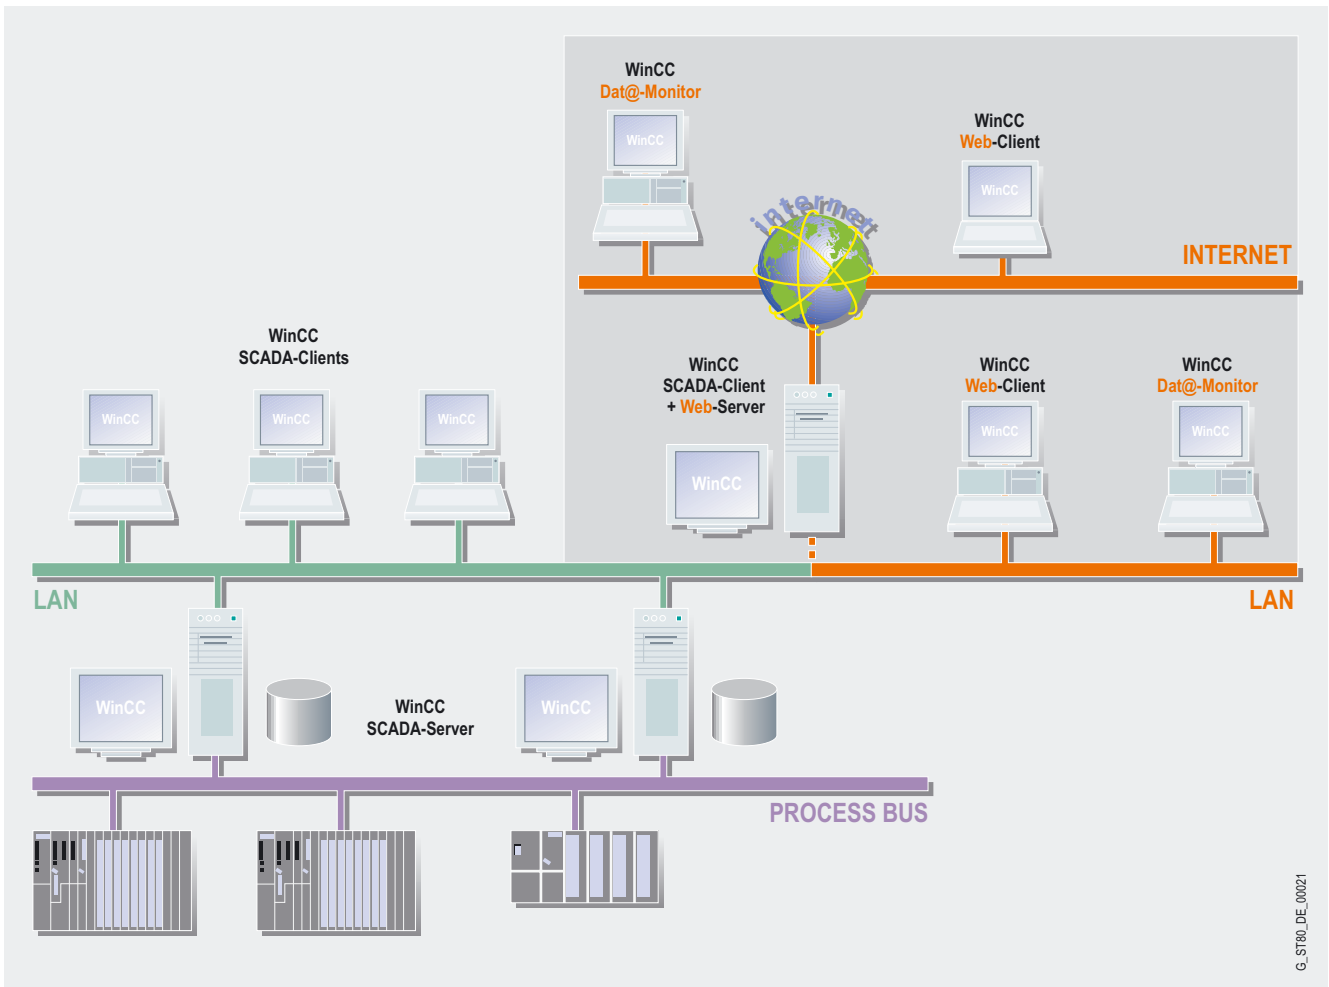 WinCC
Dat@-Monitor
WinCC
WinCC
Web-Client
WinCC
internet
INTERNET
WinCC
SCADA-Clients
WinCC
WinCC
WinCC
WinCC
SCADA-Client
+ Web-Server
WinCC
WinCC
Web-Client
WinCC
WinCC
Dat@-Monitor
WinCC
LAN
LAN
WinCC
WinCC
SCADA-Server
WinCC
PROCESS BUS
G_ST80_DE_00021